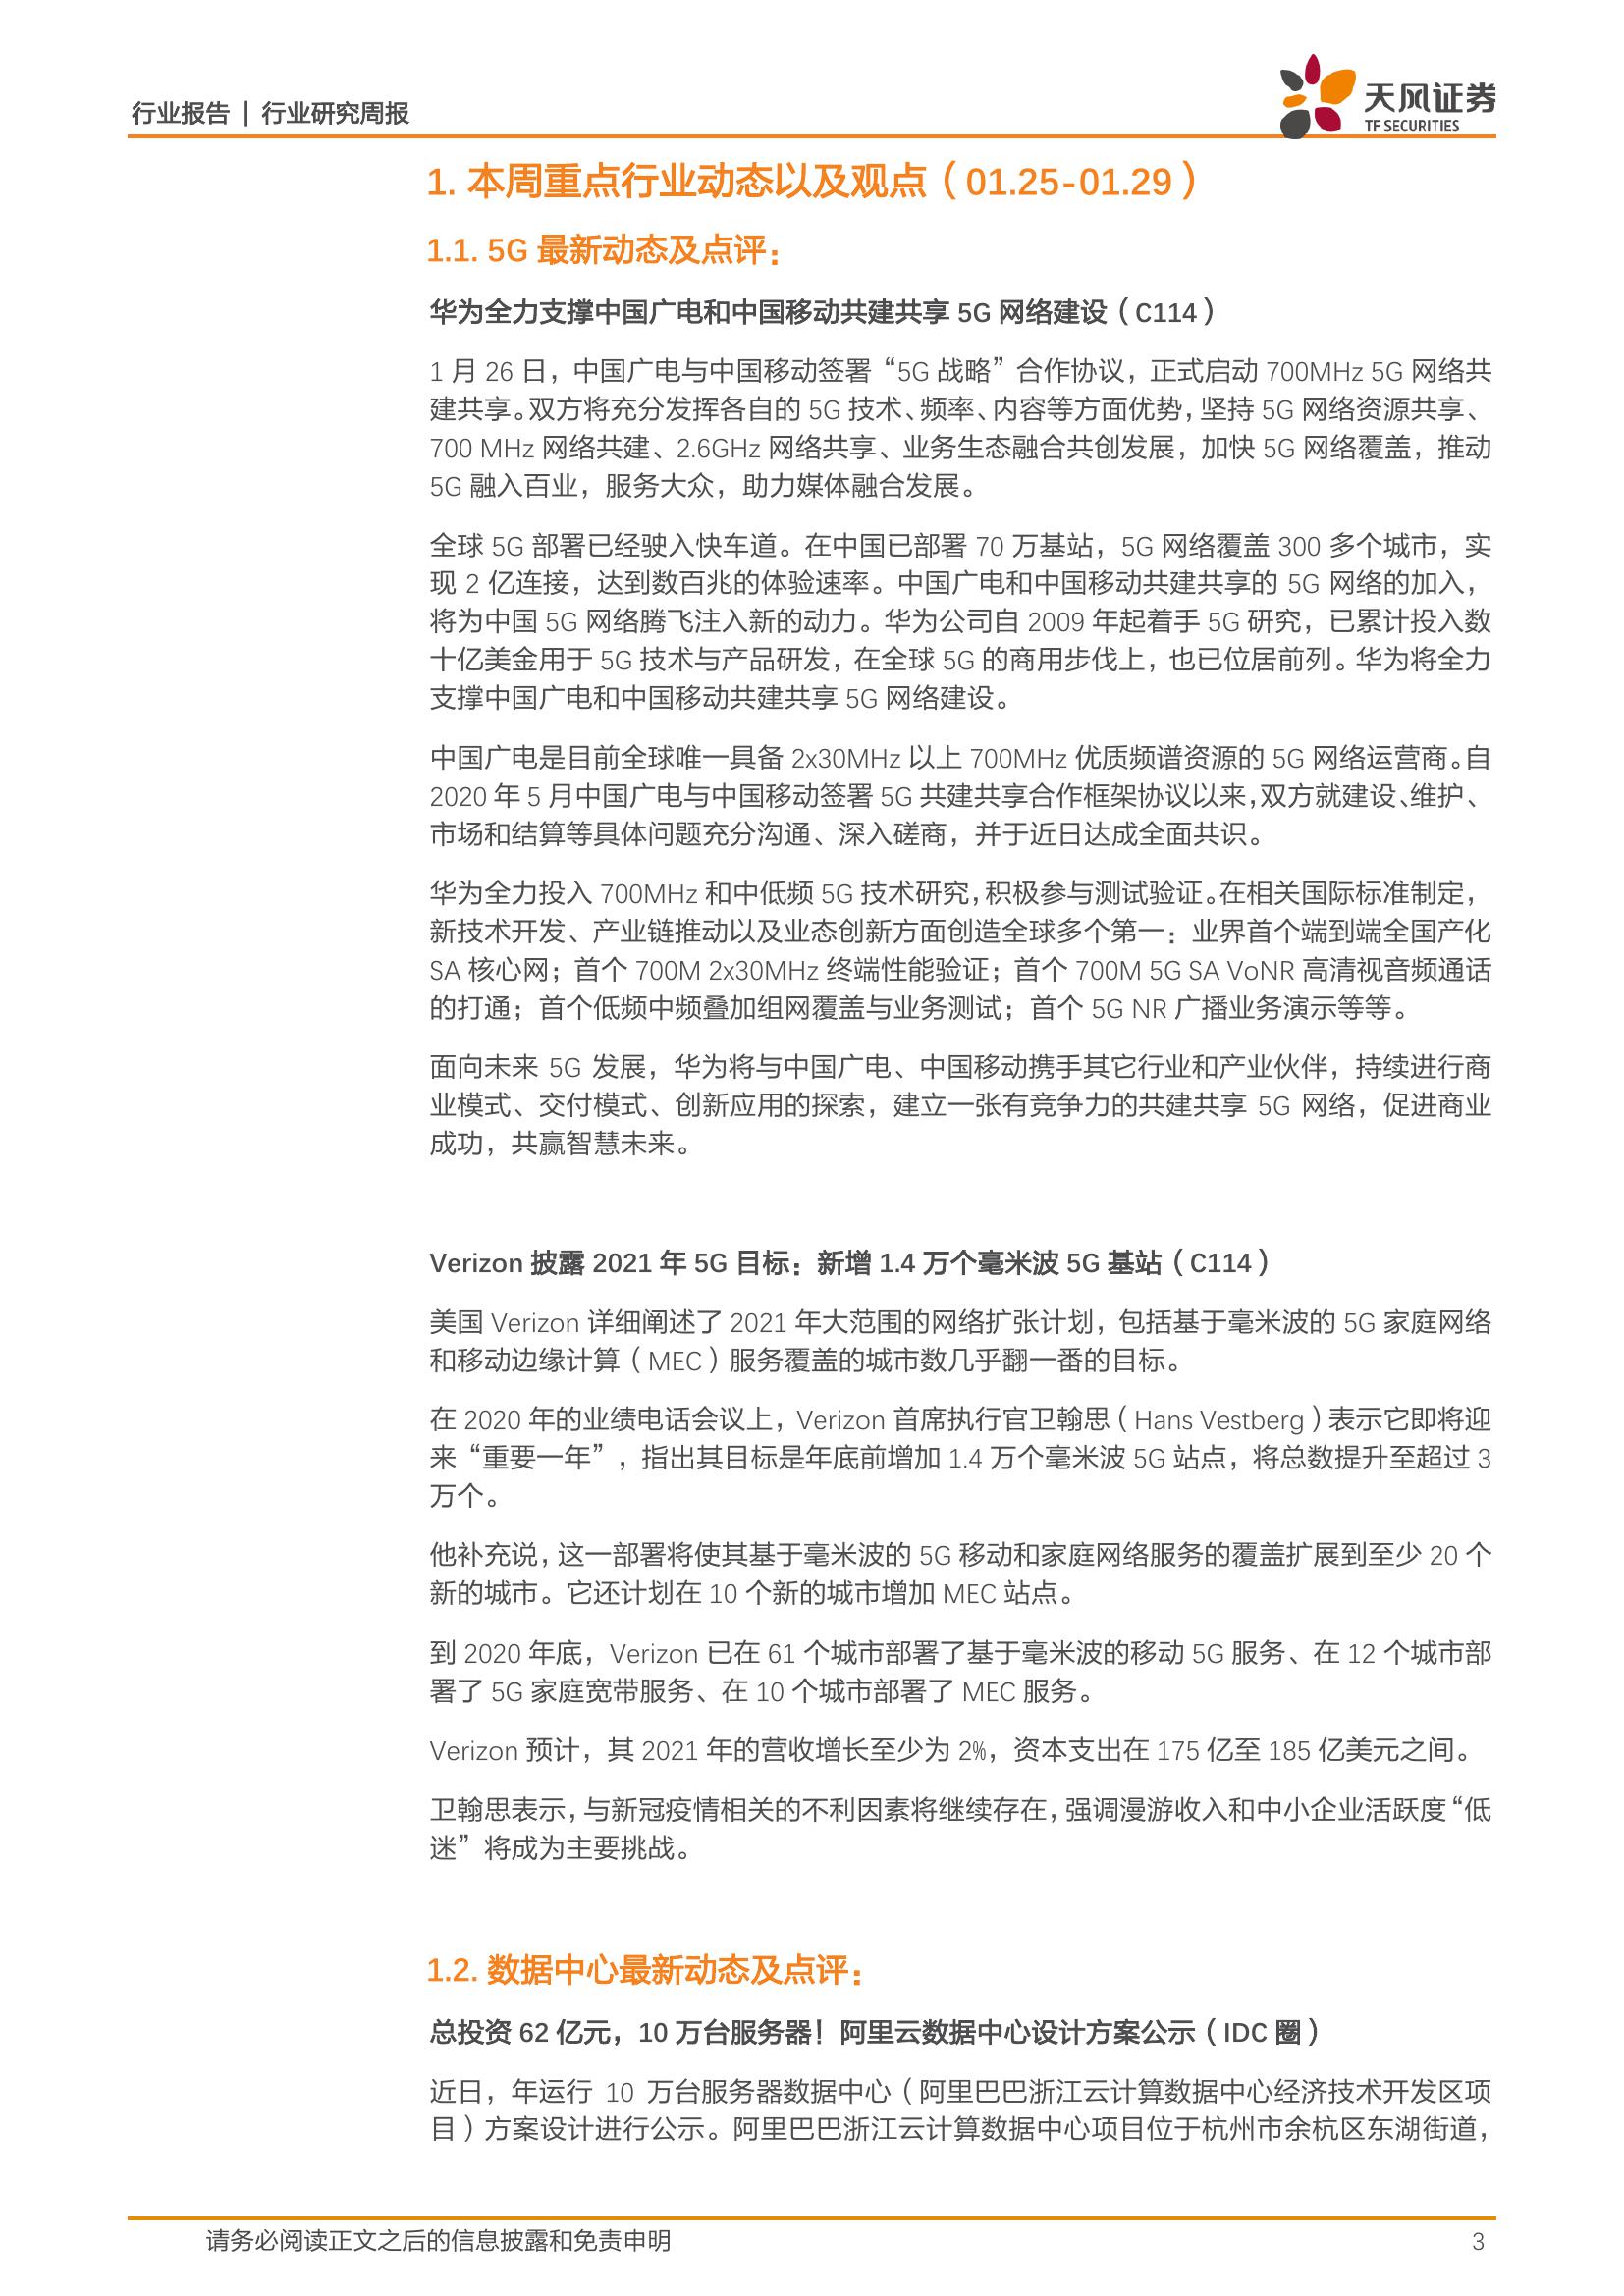 行业报告 | 行业研究周报
天风证券
TF SECURITIES
1. 本周重点行业动态以及观点（01.25-01.29）
1.1. 5G 最新动态及点评：
华为全力支撑中国广电和中国移动共建共享 5G 网络建设（C114）
1 月 26 日，中国广电与中国移动签署“5G 战略”合作协议，正式启动 700MHz 5G 网络共
建共享。双方将充分发挥各自的 5G 技术、频率、内容等方面优势，坚持 5G 网络资源共享、
700 MHz 网络共建、2.6GHz 网络共享、业务生态融合共创发展，加快 5G 网络覆盖，推动
5G 融入百业，服务大众，助力媒体融合发展。
全球 5G 部署已经驶入快车道。在中国已部署 70 万基站，5G 网络覆盖 300 多个城市，实
现 2 亿连接，达到数百兆的体验速率。中国广电和中国移动共建共享的 5G 网络的加入，
将为中国 5G 网络腾飞注入新的动力。华为公司自 2009 年起着手 5G 研究，已累计投入数
十亿美金用于 5G 技术与产品研发，在全球 5G 的商用步伐上，也已位居前列。华为将全力
支撑中国广电和中国移动共建共享 5G 网络建设。
中国广电是目前全球唯一具备 2x30MHz 以上 700MHz 优质频谱资源的 5G 网络运营商。自
2020 年 5 月中国广电与中国移动签署 5G 共建共享合作框架协议以来，双方就建设、维护、
市场和结算等具体问题充分沟通、深入磋商，并于近日达成全面共识。
华为全力投入 700MHz 和中低频 5G 技术研究，积极参与测试验证。在相关国际标准制定，
新技术开发、产业链推动以及业态创新方面创造全球多个第一：业界首个端到端全国产化
SA 核心网；首个 700M 2x30MHz 终端性能验证；首个 700M 5G SA VoNR 高清视音频通话
的打通；首个低频中频叠加组网覆盖与业务测试；首个 5G NR 广播业务演示等等。
面向未来 5G 发展，华为将与中国广电、中国移动携手其它行业和产业伙伴，持续进行商
业模式、交付模式、创新应用的探索，建立一张有竞争力的共建共享 5G 网络，促进商业
成功，共赢智慧未来。
Verizon 披露 2021 年 5G 目标：新增 1.4 万个毫米波 5G 基站（C114）
美国 Verizon 详细阐述了 2021 年大范围的网络扩张计划，包括基于毫米波的 5G 家庭网络
和移动边缘计算（MEC）服务覆盖的城市数几乎翻一番的目标。
在 2020 年的业绩电话会议上，Verizon 首席执行官卫翰思（Hans Vestberg）表示它即将迎
来“重要一年”，指出其目标是年底前增加 1.4 万个毫米波 5G 站点，将总数提升至超过 3
万个。
他补充说，这一部署将使其基于毫米波的 5G 移动和家庭网络服务的覆盖扩展到至少 20 个
新的城市。它还计划在 10 个新的城市增加 MEC 站点。
到 2020 年底，Verizon 已在 61 个城市部署了基于毫米波的移动 5G 服务、在 12 个城市部
署了 5G 家庭宽带服务、在 10 个城市部署了 MEC 服务。
Verizon 预计，其 2021 年的营收增长至少为 2%，资本支出在 175 亿至 185 亿美元之间。
卫翰思表示，与新冠疫情相关的不利因素将继续存在，强调漫游收入和中小企业活跃度“低
迷”将成为主要挑战。
1.2. 数据中心最新动态及点评：
总投资 62 亿元，10 万台服务器！阿里云数据中心设计方案公示（IDC 圈）
近日，年运行 10 万台服务器数据中心（阿里巴巴浙江云计算数据中心经济技术开发区项
目）方案设计进行公示。阿里巴巴浙江云计算数据中心项目位于杭州市余杭区东湖街道，
请务必阅读正文之后的信息披露和免责申明
3